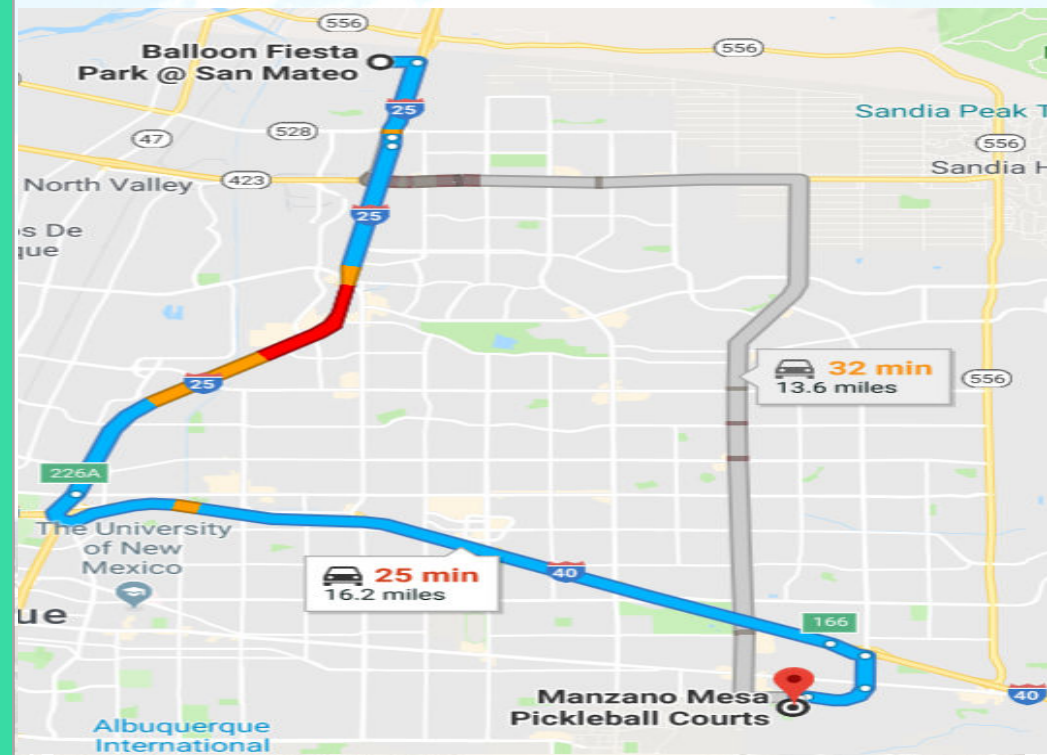 556
Balloon Fiesta
Park @ San Mateo
556
25
Sandia Peak T
47
528
556
North Valley
423
Sandia H
25
s De
que
32 min
13.6 miles
556
25
226A
The University
of New
Mexico
25 min
16.2 miles
40
ue
166
Manzano Mesa
Pickleball Courts
40
Albuquerque
International